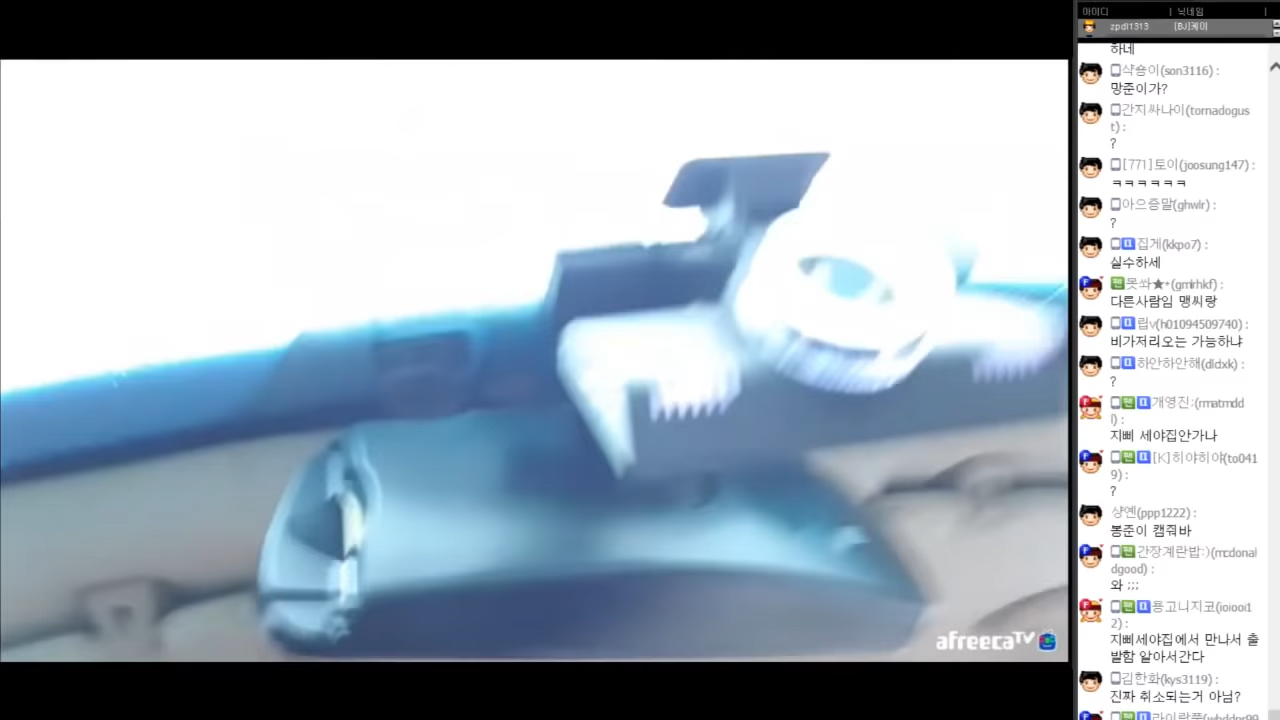 아이디 | 닉네임 |
zpdl1313 [BJ]케이
하네
샥숑이(son3116) :
망준이가?
간지싸나이(tornadogus
t) :
?
[771]토이(joosung147) :
ㅋㅋㅋㅋㅋㅋ
아으증말(ghwlr) :
?
집게(kkpo7) :
실수하세
팬 못쏴★•(gmlrhkf) :
다른사람임 맹씨랑
립v(h01094509740) :
비가저리오는 가능하냐
하안하안해(dldxk) :
?
팬 개영진;(rmatmdd
l) :
지삐 세야집안가나
팬 [K]히야히야(to041
9) :
?
샹옌(ppp1222) :
봉준이 캠줘바
팬 간장계란밥:)(mcdonal
dgood) :
와 ;;;
팬 용고니지코(ioiooi1
2) :
지삐세야집에서 만나서 출
발함 알아서간다
김한화(kys3119) :
진짜 취소되는거 아님?
afreecaTV